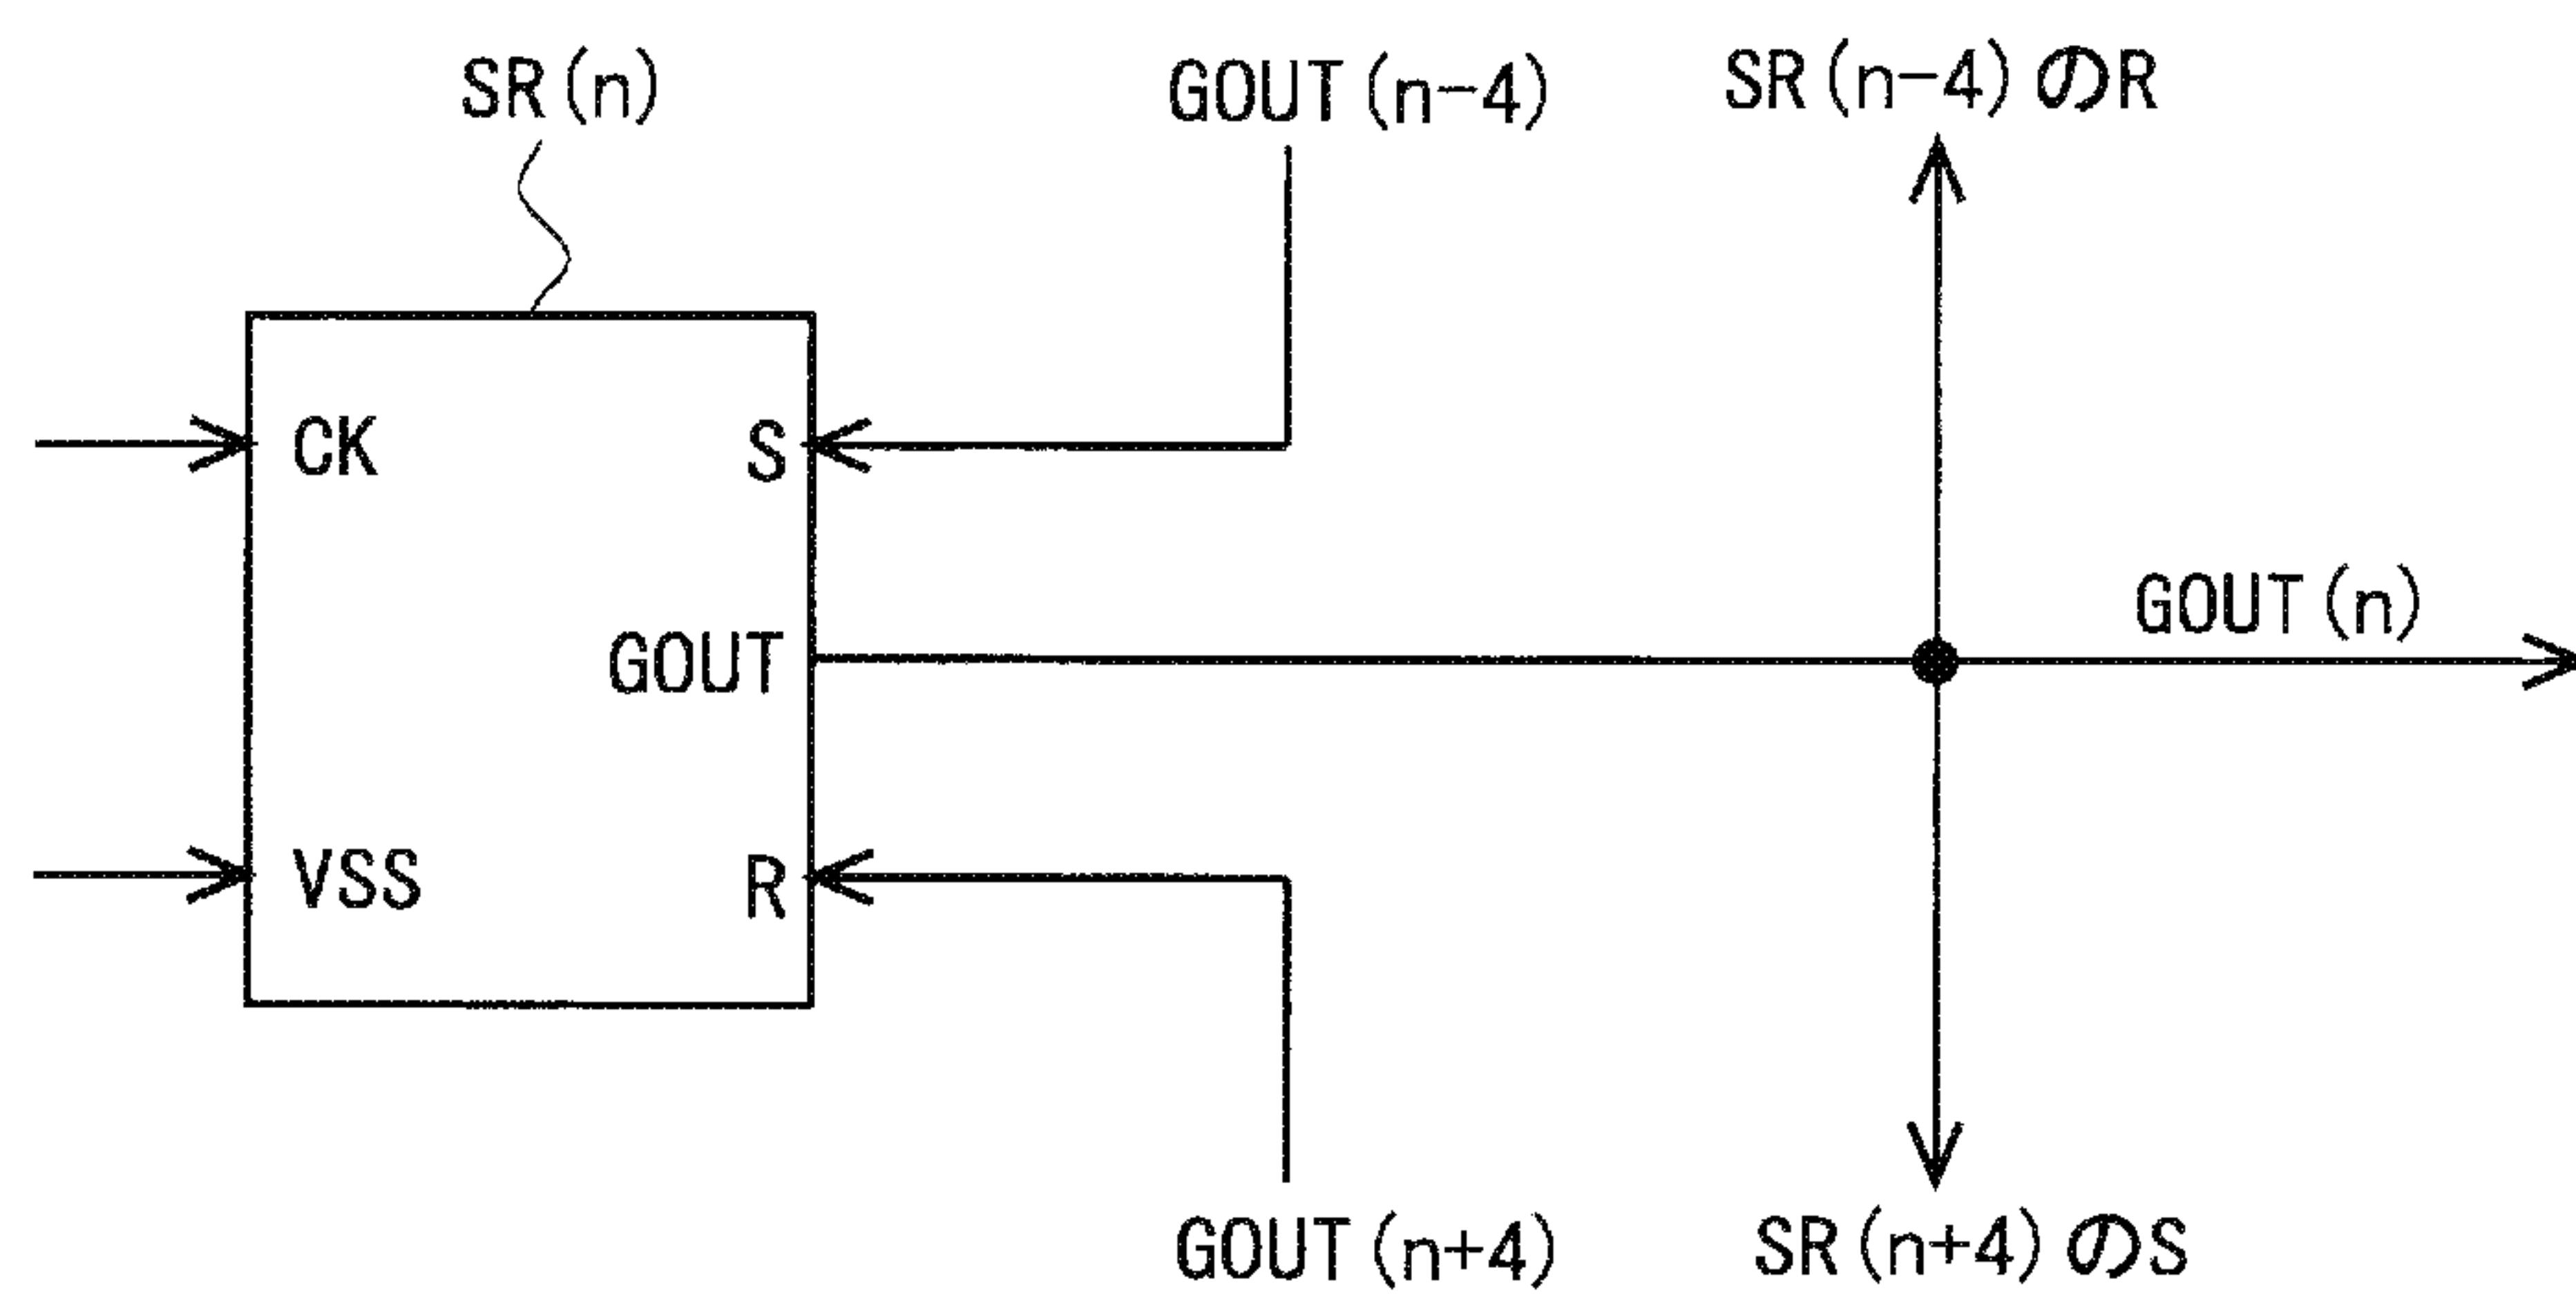 SR(n)
GOUT(n-4)
SR(n-4)のR
CK
S
GOUT(n)
GOUT
VSS
R
GOUT(n+4)
SR(n+4)のS